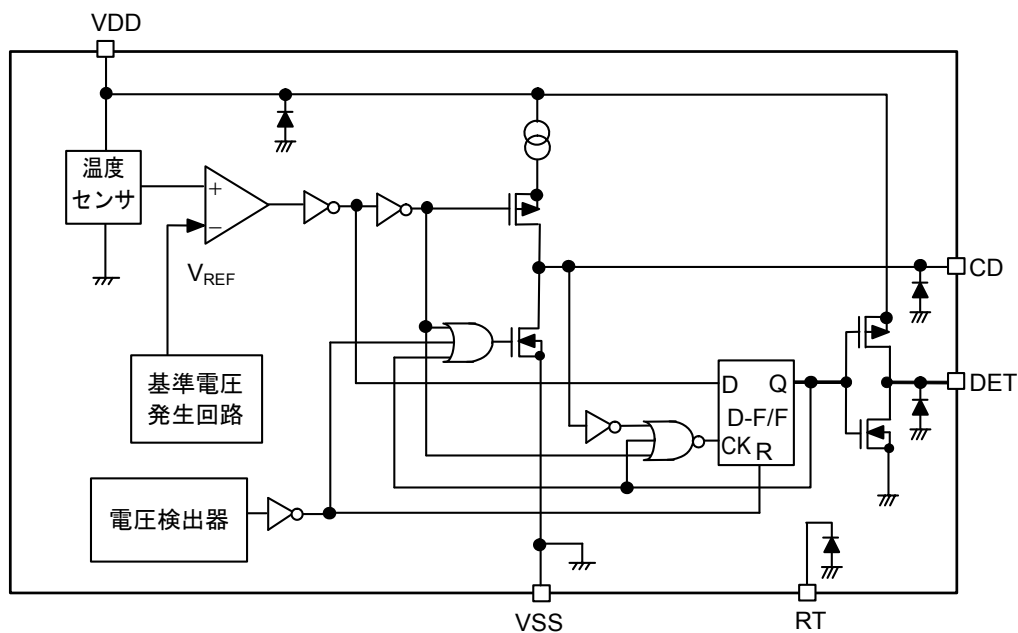 VDD
温度
センサ
+
−
VREF
CD
基準電圧
発生回路
D Q
D-F/F
CK R
DET
電圧検出器
VSS
RT